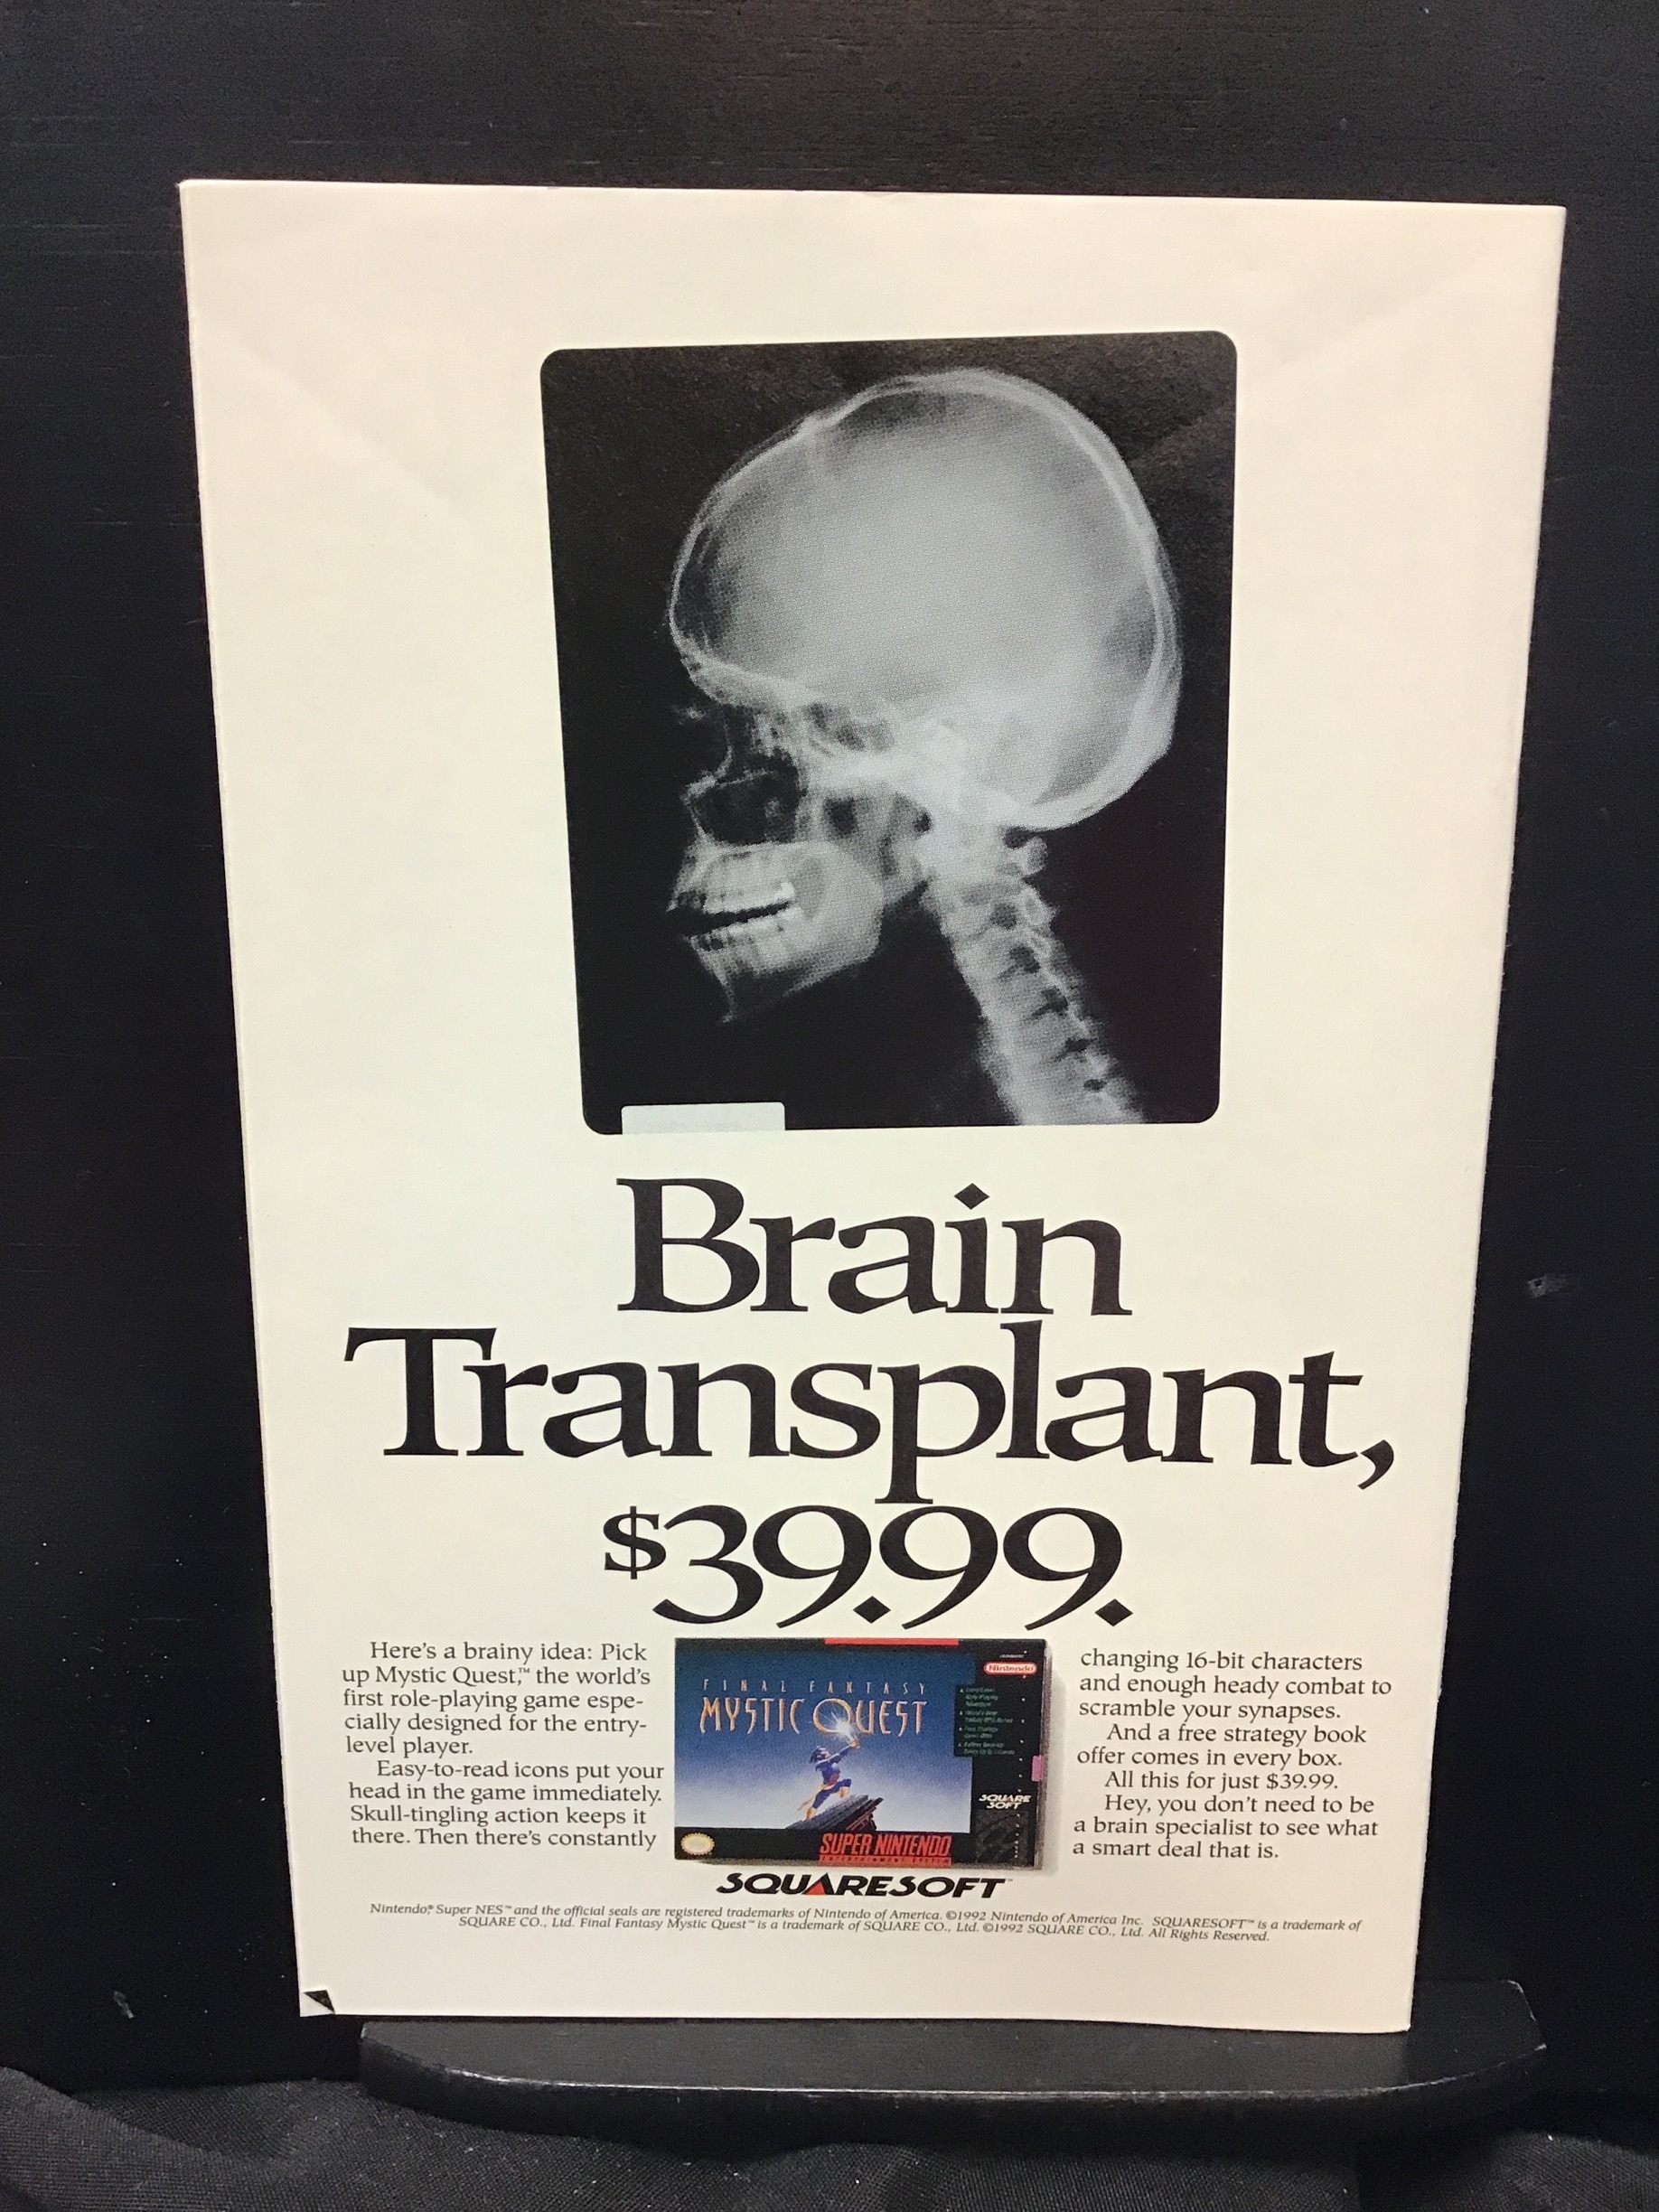 Brain
Transplant,
$39.99.
Here's a brainy idea: Pick
up Mystic Quest,™ the world's
first role-playing game espe-
cially designed for the entry-
level player.
Easy-to-read icons put your
head in the game immediately.
Skull-tingling action keeps it
there. Then there's constantly
FINAL FANTASY
MYSTIC QUEST
Nintendo
SQUARE
SOFT
SUPER NINTENDO
ENTERTAINMENT SYSTEM
changing 16-bit characters
and enough heady combat to
scramble your synapses.
And a free strategy book
offer comes in every box.
All this for just $39.99.
Hey, you don't need to be
a brain specialist to see what
a smart deal that is.
SQUARESOFT™
Nintendo,® Super NES™ and the official seals are registered trademarks of Nintendo of America. ©1992 Nintendo of America Inc. SQUARESOFT™ is a trademark of
SQUARE CO., Ltd. Final Fantasy Mystic Quest™ is a trademark of SQUARE CO., Ltd. ©1992 SQUARE CO., Ltd. All Rights Reserved.